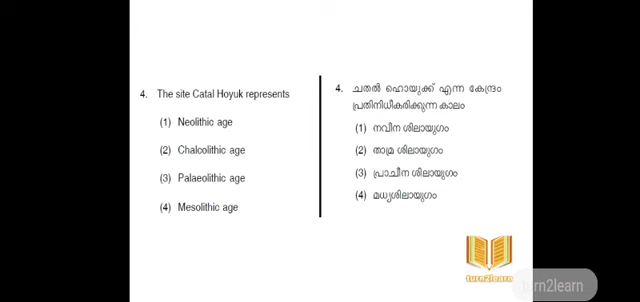 4. The site Catal Hoyuk represents
(1) Neolithic age
(2) Chalcolithic age
(3) Palaeolithic age
(4) Mesolithic age
4. ചതൽ ഹൊയുക്ക് എന്ന കേന്ദ്രം
പ്രതിനിധീകരിക്കുന്ന കാലം
(1) നവീന ശിലായുഗം
(2) താമ്ര ശിലായുഗം
(3) പ്രാചീന ശിലായുഗം
(4) മധ്യശിലായുഗം
turn2learn
turn2learn